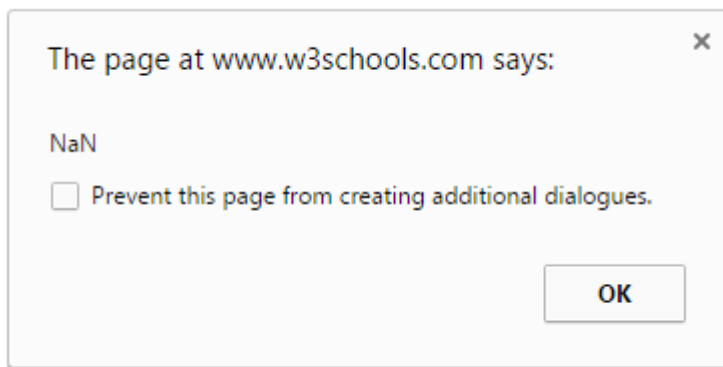 The page at www.w3schools.com says:
NaN
Prevent this page from creating additional dialogues.
OK